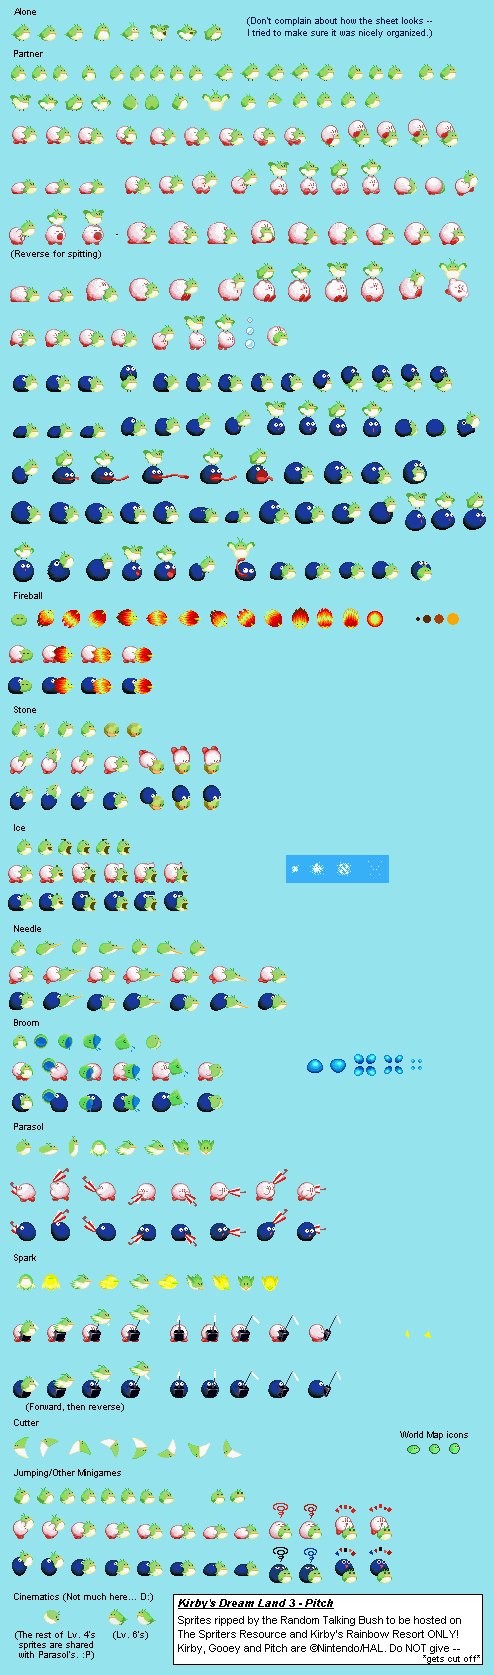 Alone
(Don't complain about how the sheet looks --
I tried to make sure it was nicely organized.)
Partner
(Reverse for spitting)
Fireball
Stone
Ice
Needle
Broom
Parasol
Spark
(Forward, then reverse)
Cutter
World Map icons
Jumping/Other Minigames
Cinematics (Not much here... D:)
(The rest of Lv. 4's
sprites are shared
with Parasol's. :P)
(Lv. 6's)
Kirby's Dream Land 3 - Pitch
Sprites ripped by the Random Talking Bush to be hosted on
The Spriters Resource and Kirby's Rainbow Resort ONLY!
Kirby, Gooey and Pitch are ©Nintendo/HAL. Do NOT give --
*gets cut off*